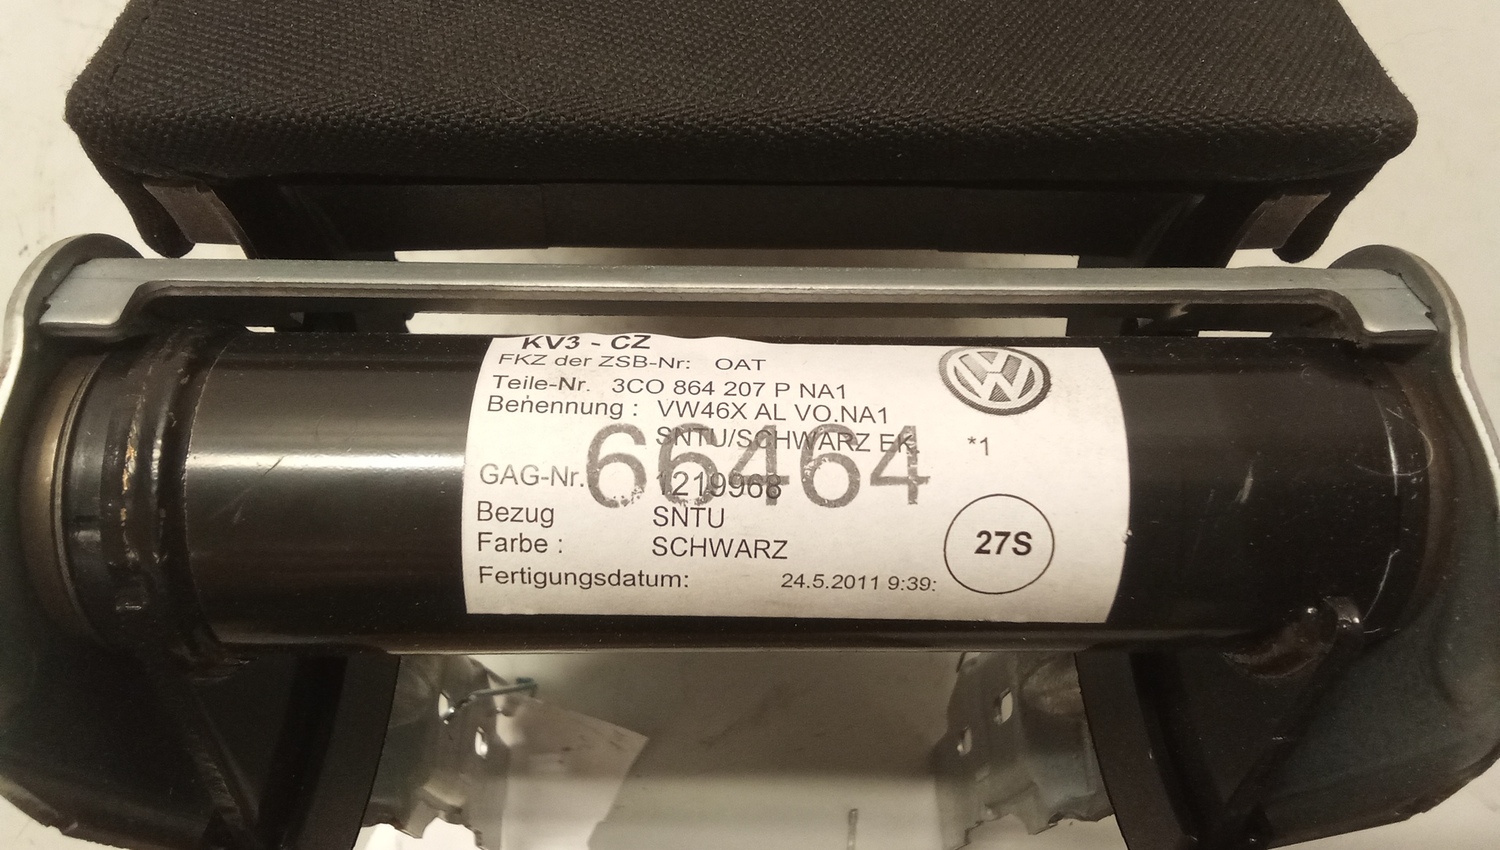 KV3 - CZ
FKZ der ZSB-Nr: OAT
Teile-Nr. 3CO 864 207 P NA1
Benennung : VW46X AL VO.NA1
SNTU/SCHWARZ EK *1
66464
GAG-Nr. 1219968
Bezug SNTU
Farbe : SCHWARZ
27S
Fertigungsdatum: 24.5.2011 9:39:
VW